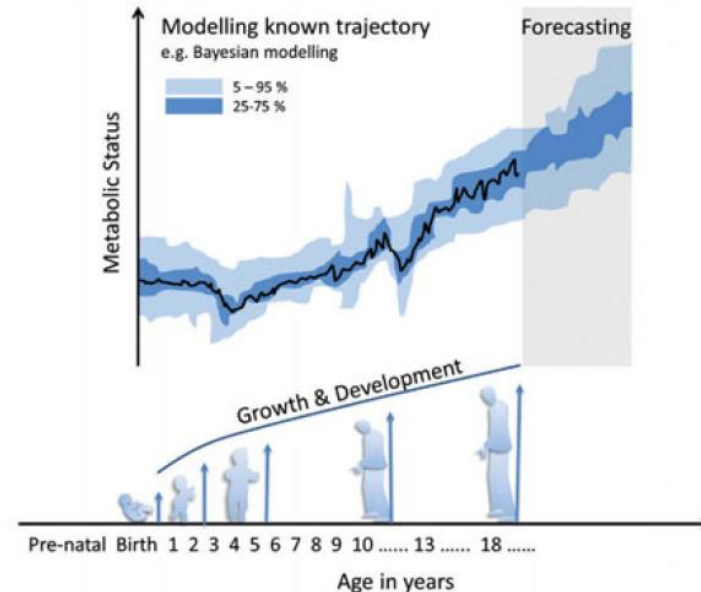 Modelling known trajectory
e.g. Bayesian modelling
Forecasting
5 – 95 %
25-75 %
Metabolic Status
Growth & Development
Pre-natal Birth 1 2 3 4 5 6 7 8 9 10 ...... 13 ...... 18 ......
Age in years